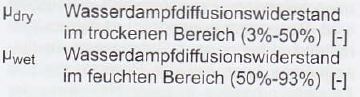 μdry Wasserdampfdiffusionswiderstand
im trockenen Bereich (3%-50%) [-]
μwet Wasserdampfdiffusionswiderstand
im feuchten Bereich (50%-93%) [-]